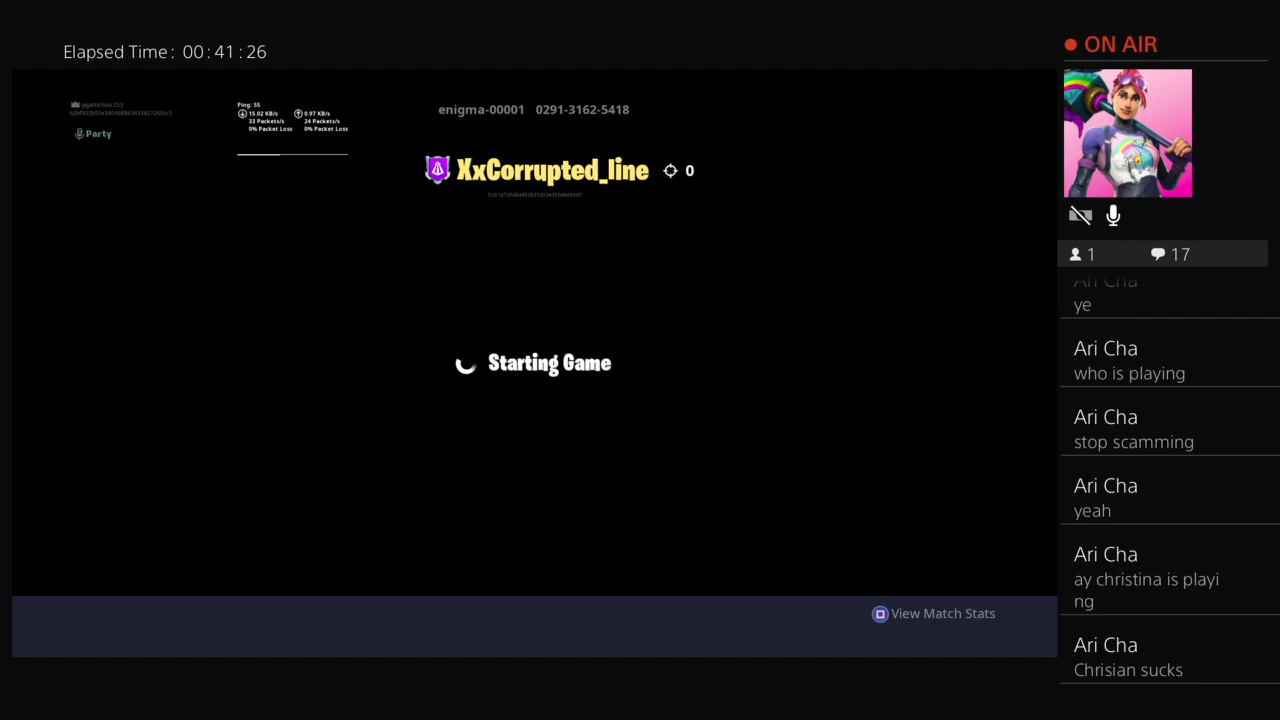 Elapsed Time: 00:41:26
ON AIR
Party
Ping: 55
15.02 KB/s 0.97 KB/s
33 Packets/s 24 Packets/s
0% Packet Loss 0% Packet Loss
enigma-00001 0291-3162-5418
XxCorrupted_line 0
Starting Game
View Match Stats
1 17
Ari Cha
ye
Ari Cha
who is playing
Ari Cha
stop scamming
Ari Cha
yeah
Ari Cha
ay christina is playi
ng
Ari Cha
Chrisian sucks